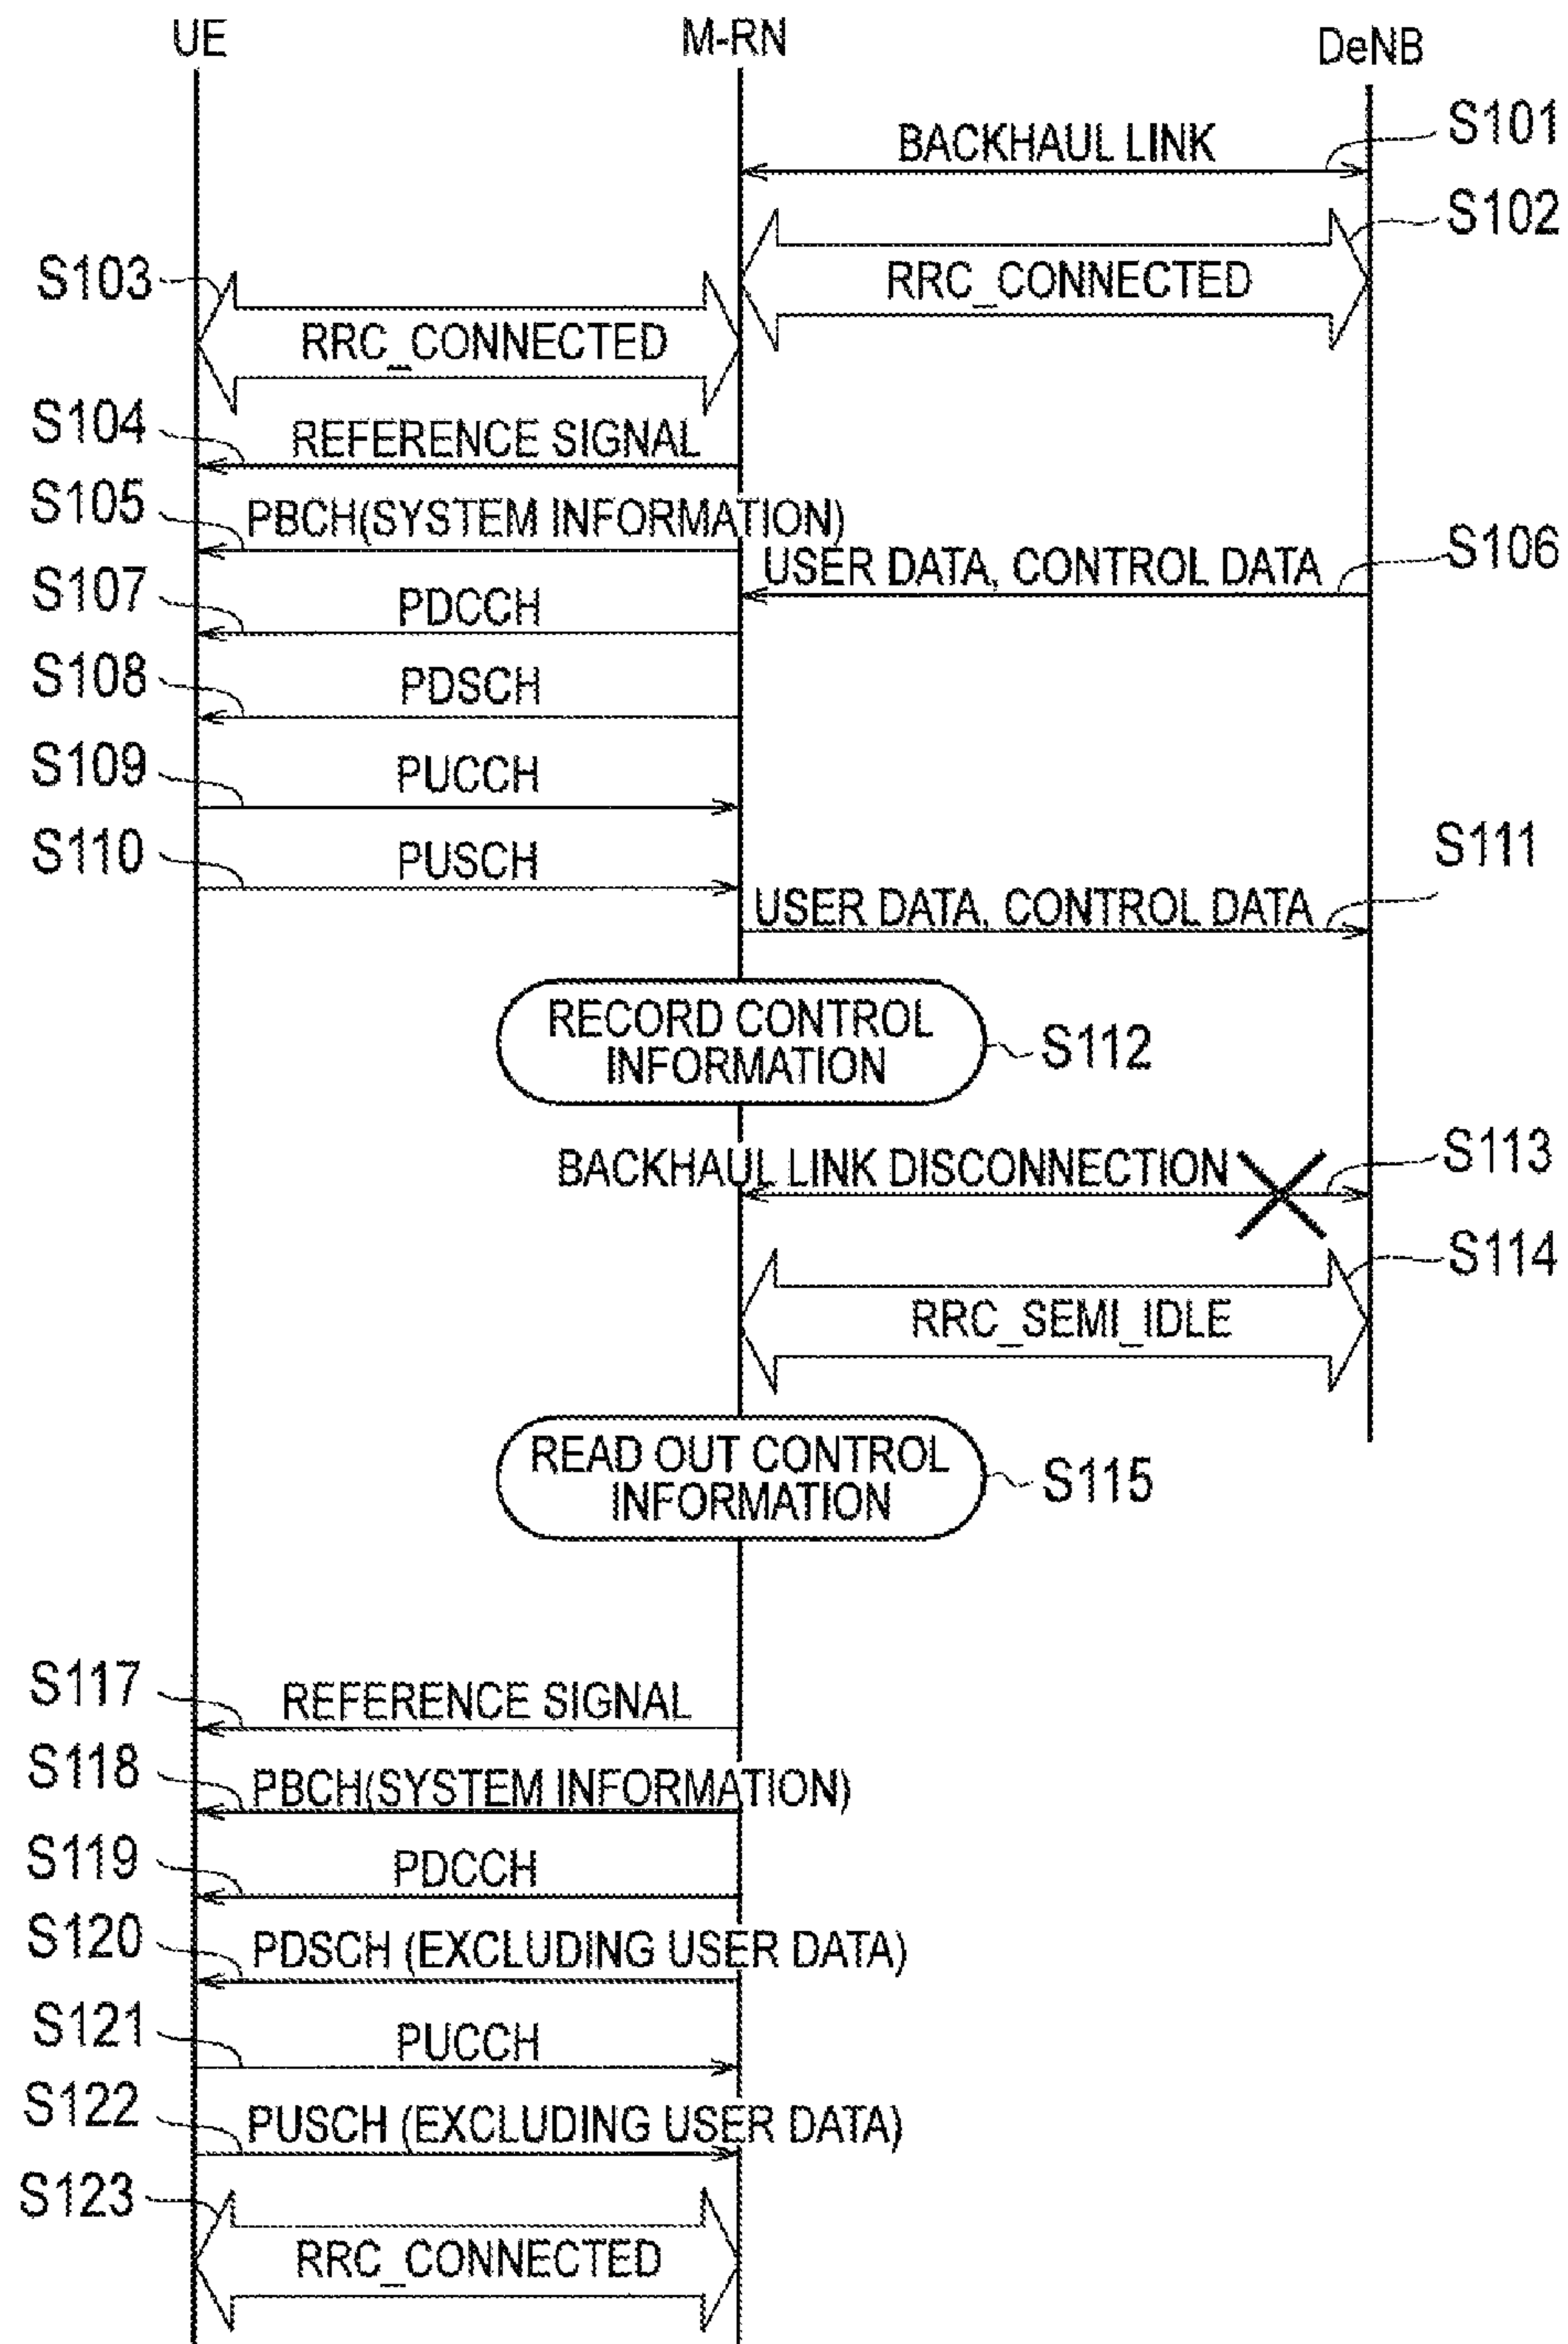 UE
M-RN
DeNB
BACKHAUL LINK
S101
S102
RRC_CONNECTED
S103
RRC_CONNECTED
S104
REFERENCE SIGNAL
S105
PBCH(SYSTEM INFORMATION)
USER DATA, CONTROL DATA
S106
S107
PDCCH
S108
PDSCH
S109
PUCCH
S110
PUSCH
S111
USER DATA, CONTROL DATA
RECORD CONTROL
INFORMATION
S112
BACKHAUL LINK DISCONNECTION
S113
S114
RRC_SEMI_IDLE
READ OUT CONTROL
INFORMATION
S115
S117
REFERENCE SIGNAL
S118
PBCH(SYSTEM INFORMATION)
S119
PDCCH
S120
PDSCH (EXCLUDING USER DATA)
S121
PUCCH
S122
PUSCH (EXCLUDING USER DATA)
S123
RRC_CONNECTED